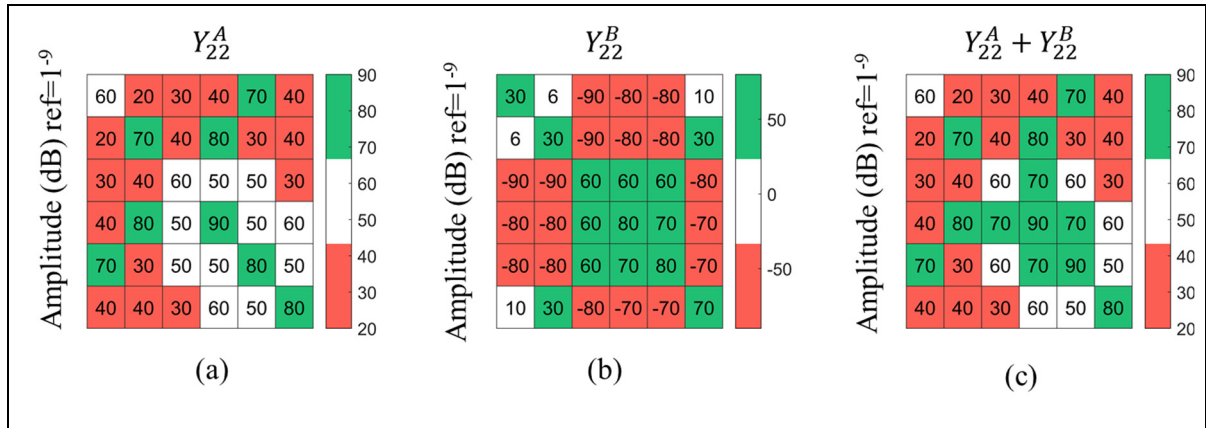 Y₂₂ᴬ
Amplitude (dB) ref=1⁻⁹
60 20 30 40 70 40
20 70 40 80 30 40
30 40 60 50 50 30
40 80 50 90 50 60
70 30 50 50 80 50
40 40 30 60 50 80
90
80
70
60
50
40
30
20
(a)
Y₂₂ᴮ
Amplitude (dB) ref=1⁻⁹
30 6 -90 -80 -80 10
6 30 -90 -80 -80 30
-90 -90 60 60 60 -80
-80 -80 60 80 70 -70
-80 -80 60 70 80 -70
10 30 -80 -70 -70 70
50
0
-50
(b)
Y₂₂ᴬ + Y₂₂ᴮ
Amplitude (dB) ref=1⁻⁹
60 20 30 40 70 40
20 70 40 80 30 40
30 40 60 70 60 30
40 80 70 90 70 60
70 30 60 70 90 50
40 40 30 60 50 80
90
80
70
60
50
40
30
20
(c)